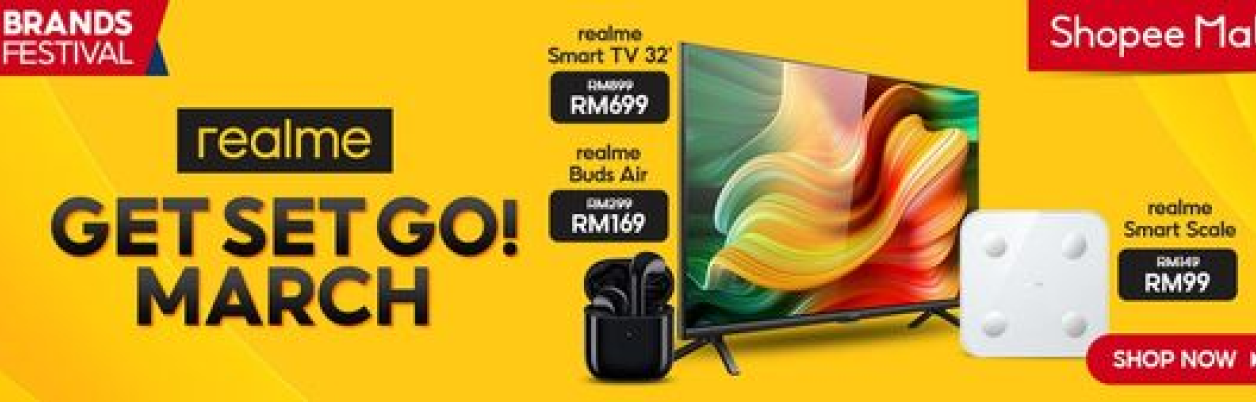 BRANDS
FESTIVAL
realme
GET SET GO!
MARCH
realme
Smart TV 32"
RM899
RM699
realme
Buds Air
RM299
RM169
Shopee Mal
realme
Smart Scale
RM149
RM99
SHOP NOW